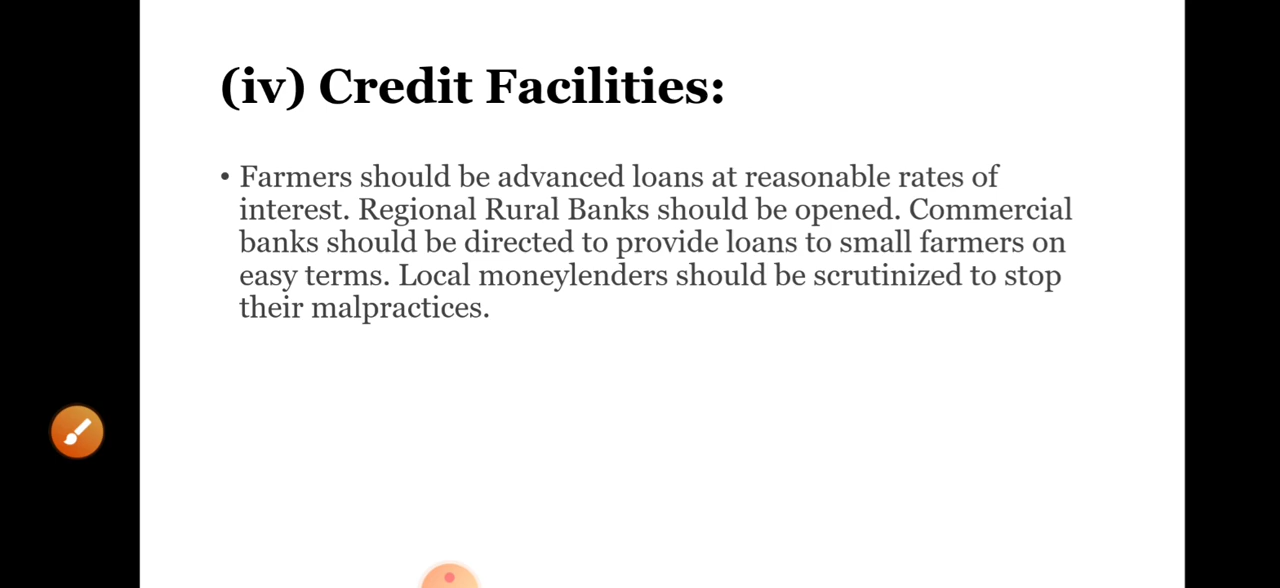 (iv) Credit Facilities:
• Farmers should be advanced loans at reasonable rates of
interest. Regional Rural Banks should be opened. Commercial
banks should be directed to provide loans to small farmers on
easy terms. Local moneylenders should be scrutinized to stop
their malpractices.